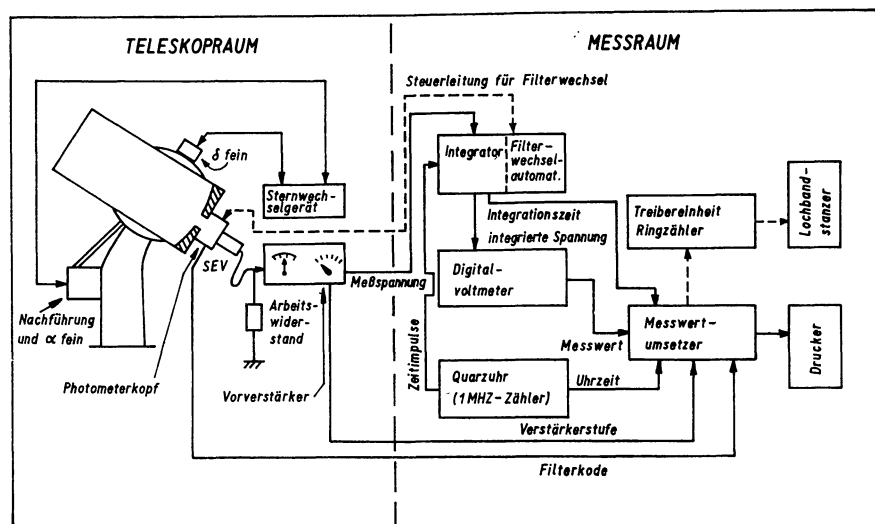 TELESKOPRAUM
MESSRAUM
Steuerleitung für Filterwechsel
δ fein
Sternwech-
selgerät
Integrator
Filter-
wechsel-
automat.
Integrationszeit
integrierte Spannung
Treibereinheit
Ringzähler
Lochband-
stanzer
SEV
Meßspannung
Digital-
voltmeter
Nachführung
und α fein
Arbeits-
wider-
stand
Zeitimpulse
Messwert
Messwert-
umsetzer
Drucker
Photometerkopf
Vorverstärker
Quarzuhr
(1MHZ-Zähler)
Uhrzeit
Verstärkerstufe
Filterkode